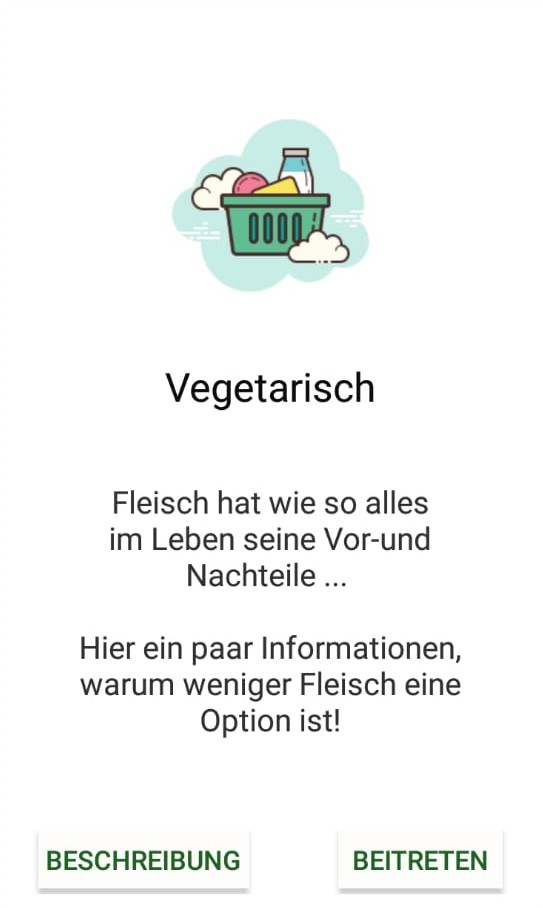 Vegetarisch
Fleisch hat wie so alles
im Leben seine Vor-und
Nachteile ...
Hier ein paar Informationen,
warum weniger Fleisch eine
Option ist!
BESCHREIBUNG
BEITRETEN